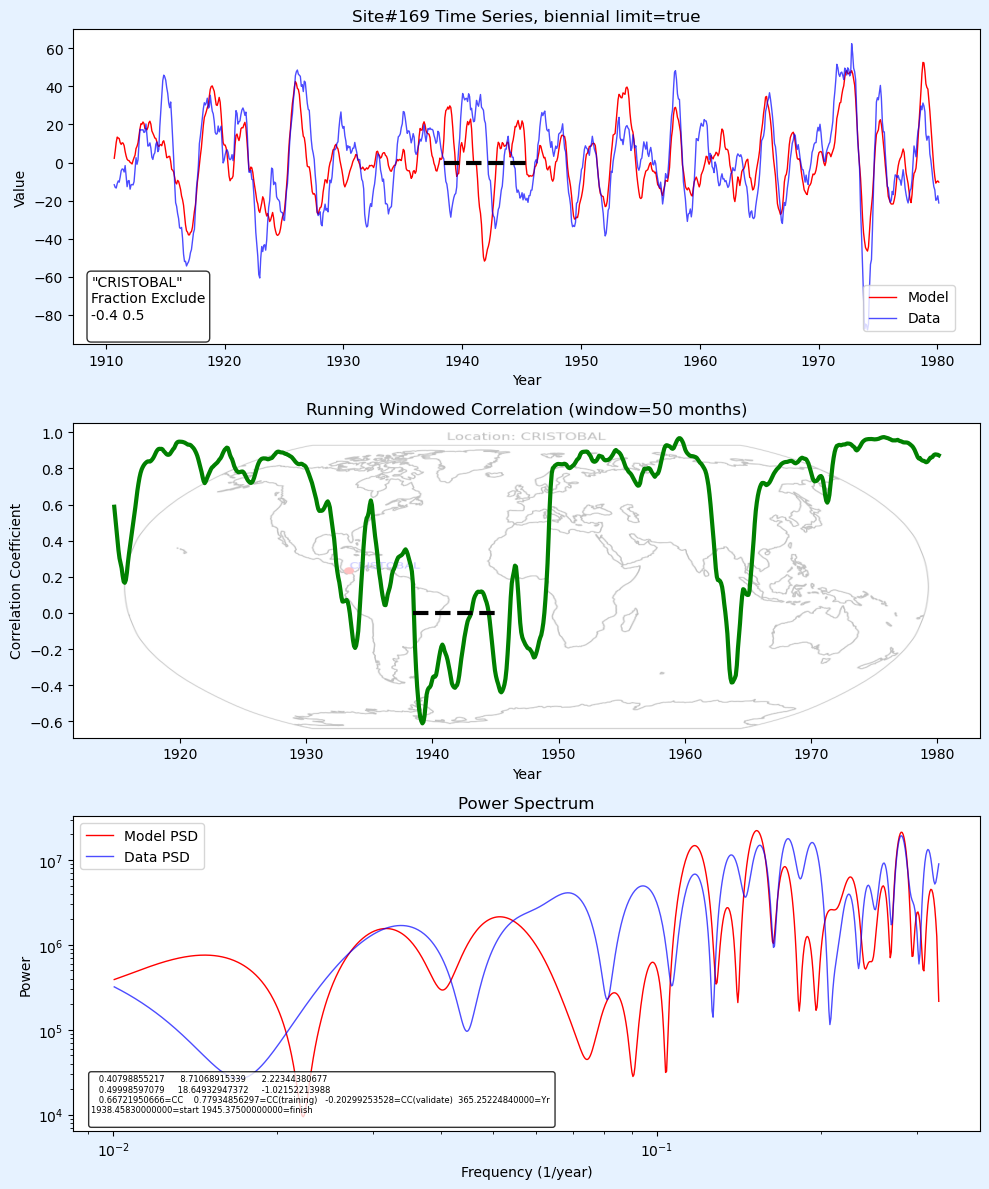 Site#169 Time Series, biennial limit=true
60
40
20
0
−20
−40
−60
−80
Value
"CRISTOBAL"
Fraction Exclude
-0.4 0.5
Model
Data
1910 1920 1930 1940 1950 1960 1970 1980
Year
Running Windowed Correlation (window=50 months)
Location: CRISTOBAL
1.0
0.8
0.6
0.4
0.2
0.0
−0.2
−0.4
−0.6
Correlation Coefficient
CRISTOBAL
1920 1930 1940 1950 1960 1970 1980
Year
Power Spectrum
Model PSD
Data PSD
10^7
10^6
10^5
10^4
Power
0.40798855217 8.71068915339 2.22344380677
0.49998597079 18.64932947372 -1.02152213988
0.66721950666=CC 0.77934856297=CC(training) -0.20299253528=CC(validate) 365.25224840000=Yr
1938.45830000000=start 1945.37500000000=finish
10^−2 10^−1
Frequency (1/year)